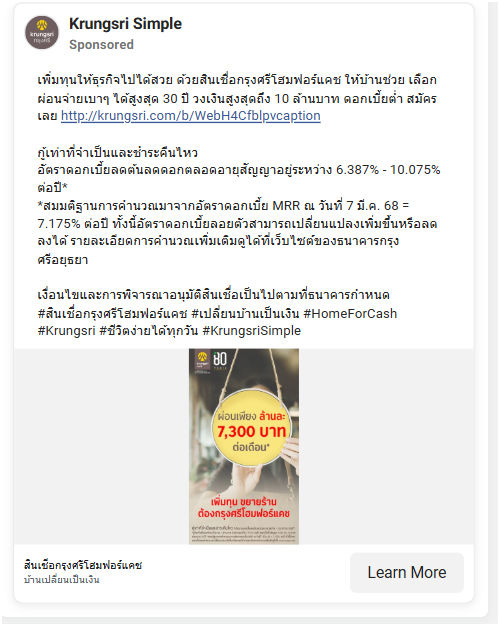 Krungsri Simple
Sponsored
krungsri
กรุงศรี
เพิ่มทุนให้ธุรกิจไปได้สวย ด้วยสินเชื่อกรุงศรีโฮมฟอร์แคช ให้บ้านช่วย เลือก
ผ่อนจ่ายเบาๆ ได้สูงสุด 30 ปี วงเงินสูงสุดถึง 10 ล้านบาท ดอกเบี้ยต่ำ สมัคร
เลย http://krungsri.com/b/WebH4Cfblpvcaption
กู้เท่าที่จำเป็นและชำระคืนไหว
อัตราดอกเบี้ยลดต้นลดดอกตลอดอายุสัญญาอยู่ระหว่าง 6.387% - 10.075%
ต่อปี*
*สมมติฐานการคำนวณมาจากอัตราดอกเบี้ย MRR ณ วันที่ 7 มี.ค. 68 =
7.175% ต่อปี ทั้งนี้อัตราดอกเบี้ยลอยตัวสามารถเปลี่ยนแปลงเพิ่มขึ้นหรือลด
ลงได้ รายละเอียดการคำนวณเพิ่มเติมดูได้ที่เว็บไซต์ของธนาคารกรุง
ศรีอยุธยา
เงื่อนไขและการพิจารณาอนุมัติสินเชื่อเป็นไปตามที่ธนาคารกำหนด
#สินเชื่อกรุงศรีโฮมฟอร์แคช #เปลี่ยนบ้านเป็นเงิน #HomeForCash
#Krungsri #ชีวิตง่ายได้ทุกวัน #KrungsriSimple
80
ผ่อนเพียง ล้านละ
7,300 บาท
ต่อเดือน*
เพิ่มทุน ขยายร้าน
ต้องกรุงศรีโฮมฟอร์แคช
สินเชื่อกรุงศรีโฮมฟอร์แคช
บ้านเปลี่ยนเป็นเงิน
Learn More